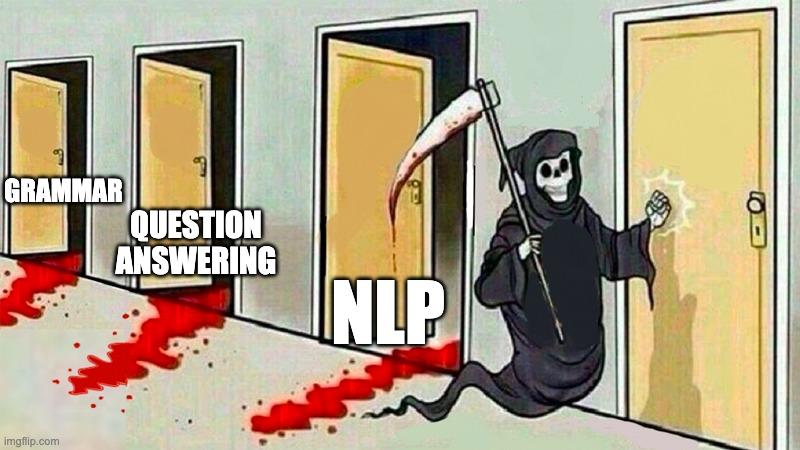 GRAMMAR
QUESTION
ANSWERING
NLP
imgflip.com